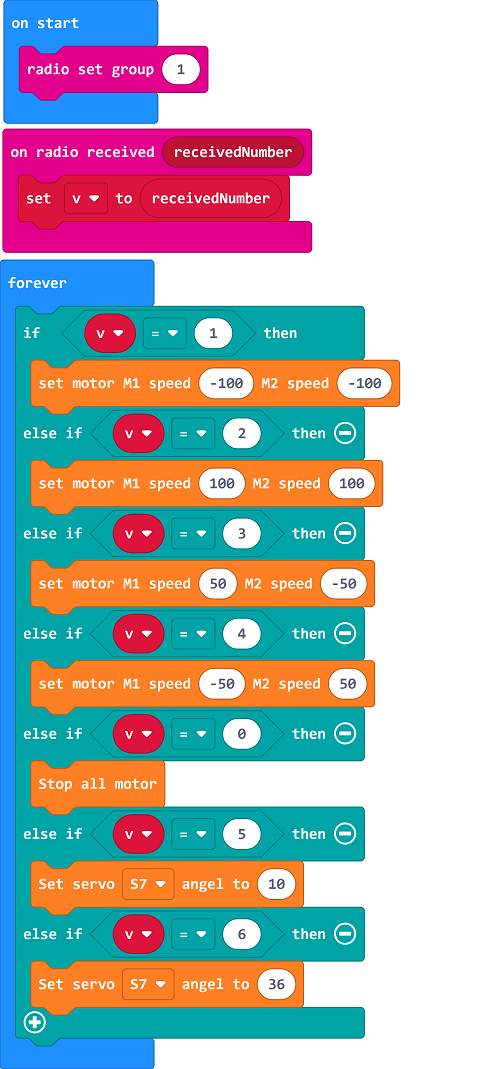 on start
radio set group 1
on radio received receivedNumber
set v to receivedNumber
forever
if v = 1 then
set motor M1 speed -100 M2 speed -100
else if v = 2 then
set motor M1 speed 100 M2 speed 100
else if v = 3 then
set motor M1 speed 50 M2 speed -50
else if v = 4 then
set motor M1 speed -50 M2 speed 50
else if v = 0 then
Stop all motor
else if v = 5 then
Set servo S7 angel to 10
else if v = 6 then
Set servo S7 angel to 36